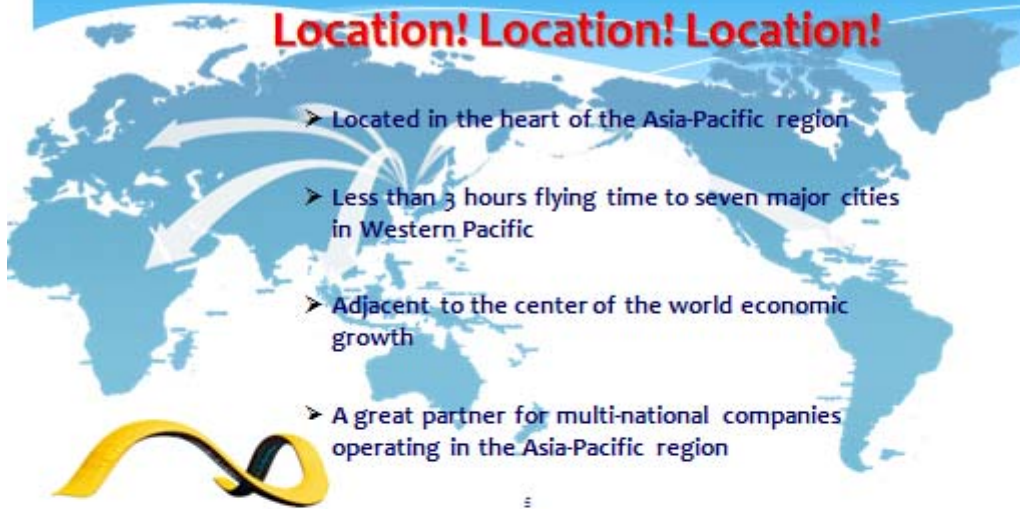 Location! Location! Location!
➢ Located in the heart of the Asia-Pacific region
➢ Less than 3 hours flying time to seven major cities
in Western Pacific
➢ Adjacent to the center of the world economic
growth
➢ A great partner for multi-national companies
operating in the Asia-Pacific region